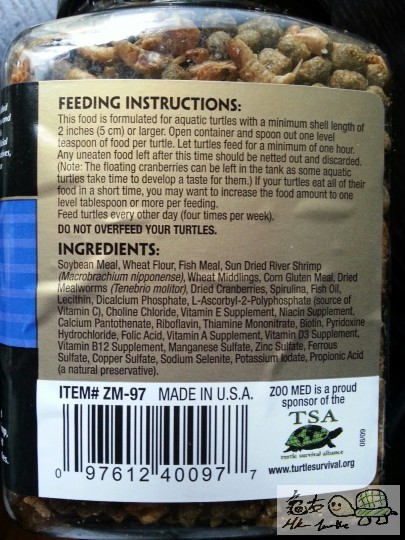 FEEDING INSTRUCTIONS:
This food is formulated for aquatic turtles with a minimum shell length of
2 inches (5 cm) or larger. Open container and spoon out one level
teaspoon of food per turtle. Let turtles feed for a minimum of one hour.
Any uneaten food left after this time should be netted out and discarded.
(Note: The floating cranberries can be left in the tank as some aquatic
turtles take time to develop a taste for them.) If your turtles eat all of their
food in a short time, you may want to increase the food amount to one
level tablespoon or more per feeding.
Feed turtles every other day (four times per week).
DO NOT OVERFEED YOUR TURTLES.
INGREDIENTS:
Soybean Meal, Wheat Flour, Fish Meal, Sun Dried River Shrimp
(Macrobrachium nipponense), Wheat Middlings, Corn Gluten Meal, Dried
Mealworms (Tenebrio molitor), Dried Cranberries, Spirulina, Fish Oil,
Lecithin, Dicalcium Phosphate, L-Ascorbyl-2-Polyphosphate (source of
Vitamin C), Choline Chloride, Vitamin E Supplement, Niacin Supplement,
Calcium Pantothenate, Riboflavin, Thiamine Mononitrate, Biotin, Pyridoxine
Hydrochloride, Folic Acid, Vitamin A Supplement, Vitamin D3 Supplement,
Vitamin B12 Supplement, Manganese Sulfate, Zinc Sulfate, Ferrous
Sulfate, Copper Sulfate, Sodium Selenite, Potassium Iodate, Propionic Acid
(a natural preservative).
ITEM# ZM-97 MADE IN U.S.A.
0 97612 40097 7
ZOO MED is a proud
sponsor of the
TSA
turtle survival alliance
www.turtlesurvival.org
08/09